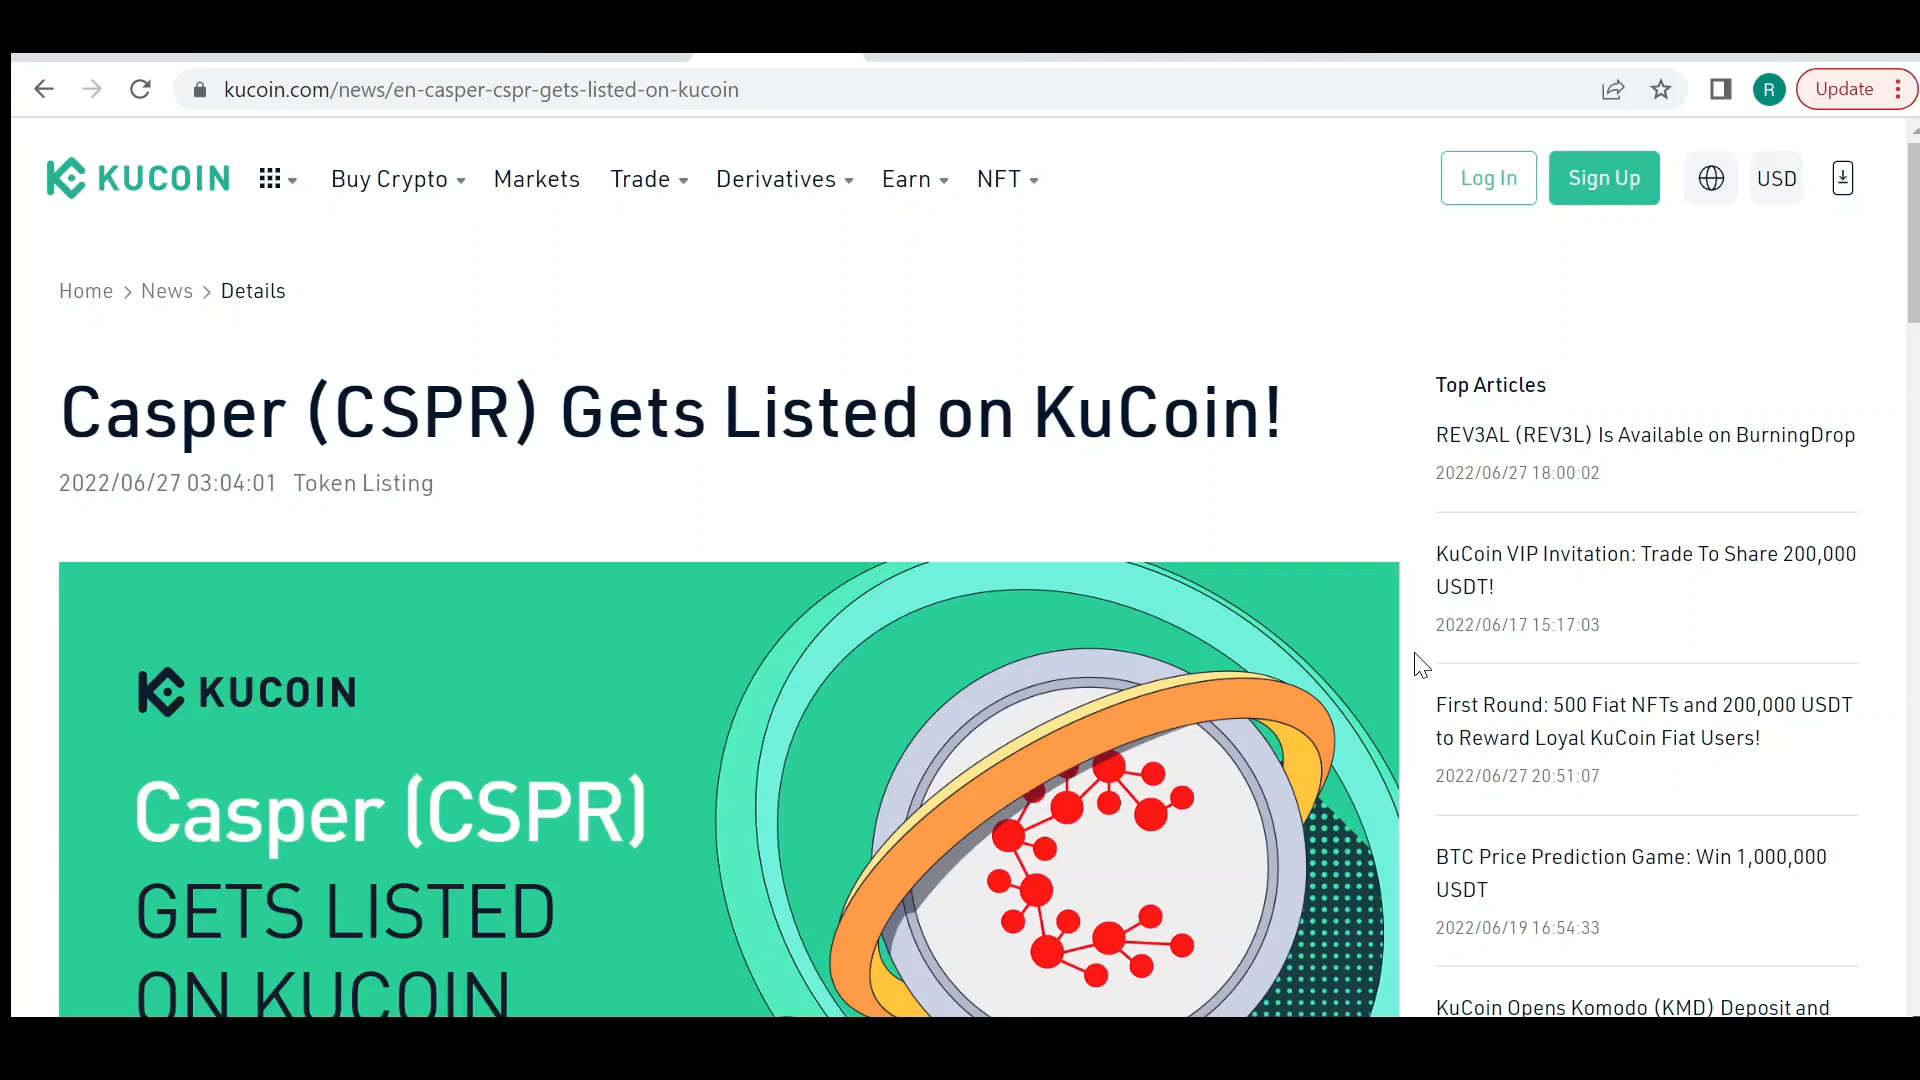 kucoin.com/news/en-casper-cspr-gets-listed-on-kucoin
R
Update
KUCOIN
Buy Crypto
Markets
Trade
Derivatives
Earn
NFT
Log In
Sign Up
USD
Home > News > Details
Casper (CSPR) Gets Listed on KuCoin!
2022/06/27 03:04:01 Token Listing
KUCOIN
Casper (CSPR)
GETS LISTED
ON KUCOIN
Top Articles
REV3AL (REV3L) Is Available on BurningDrop
2022/06/27 18:00:02
KuCoin VIP Invitation: Trade To Share 200,000
USDT!
2022/06/17 15:17:03
First Round: 500 Fiat NFTs and 200,000 USDT
to Reward Loyal KuCoin Fiat Users!
2022/06/27 20:51:07
BTC Price Prediction Game: Win 1,000,000
USDT
2022/06/19 16:54:33
KuCoin Opens Komodo (KMD) Deposit and